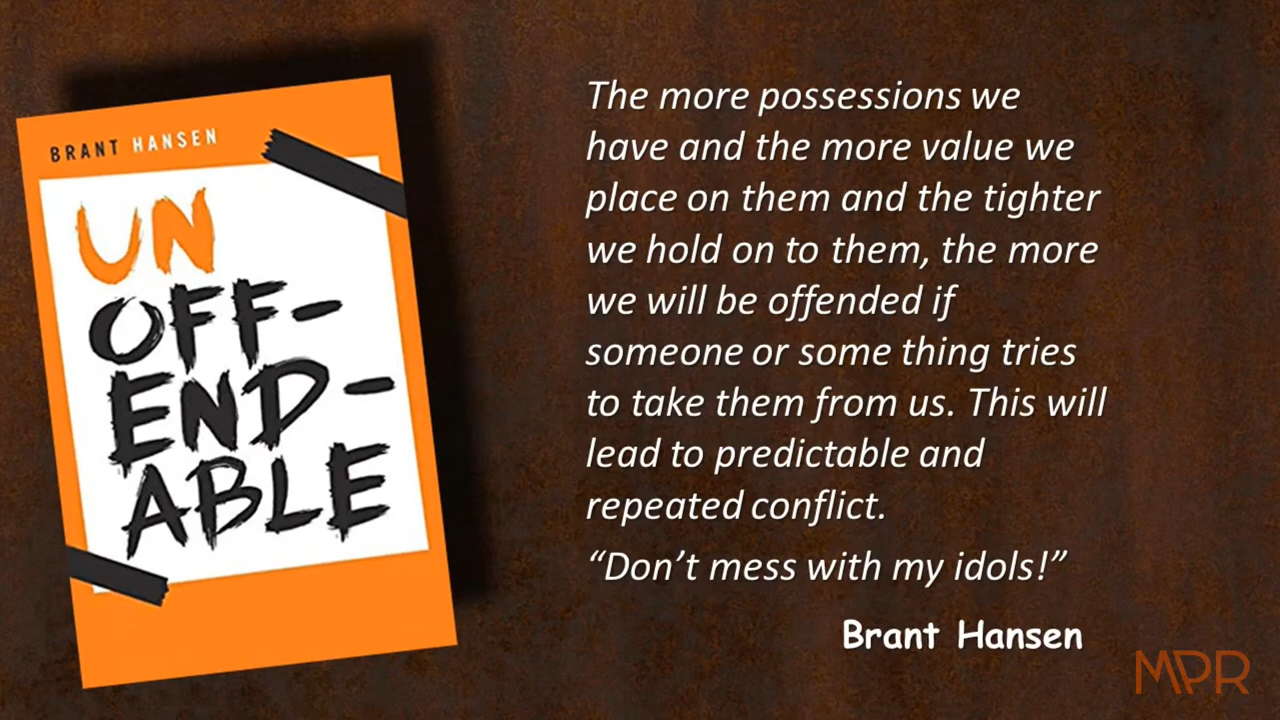 BRANT HANSEN
UN
OFF-
END-
ABLE
The more possessions we
have and the more value we
place on them and the tighter
we hold on to them, the more
we will be offended if
someone or some thing tries
to take them from us. This will
lead to predictable and
repeated conflict.
“Don’t mess with my idols!”
Brant Hansen
MPR